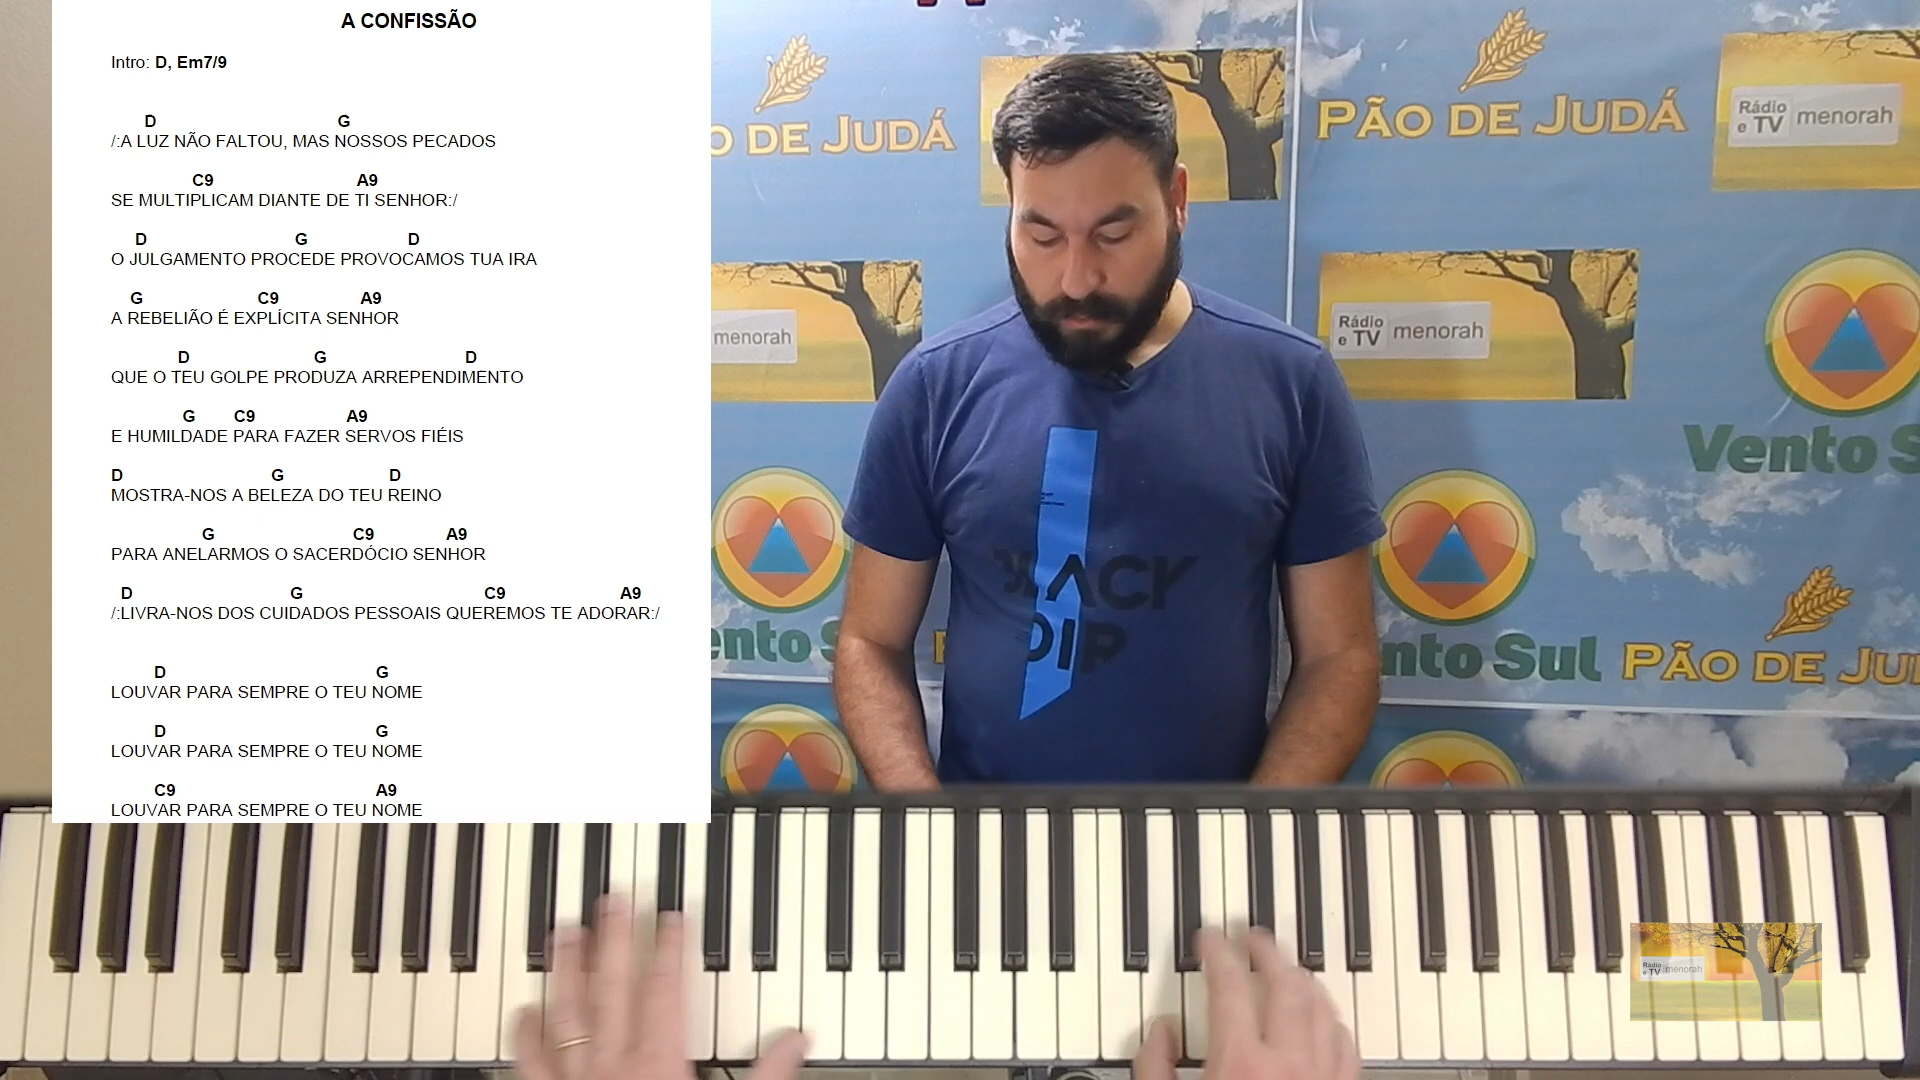 A CONFISSÃO
Intro: D, Em7/9
D G
/:A LUZ NÃO FALTOU, MAS NOSSOS PECADOS
C9 A9
SE MULTIPLICAM DIANTE DE TI SENHOR:/
D G D
O JULGAMENTO PROCEDE PROVOCAMOS TUA IRA
G C9 A9
A REBELIÃO É EXPLÍCITA SENHOR
D G D
QUE O TEU GOLPE PRODUZA ARREPENDIMENTO
G C9 A9
E HUMILDADE PARA FAZER SERVOS FIÉIS
D G D
MOSTRA-NOS A BELEZA DO TEU REINO
G C9 A9
PARA ANELARMOS O SACERDÓCIO SENHOR
D G C9 A9
/:LIVRA-NOS DOS CUIDADOS PESSOAIS QUEREMOS TE ADORAR:/
D G
LOUVAR PARA SEMPRE O TEU NOME
D G
LOUVAR PARA SEMPRE O TEU NOME
C9 A9
LOUVAR PARA SEMPRE O TEU NOME
O DE JUDÁ
PÃO DE JUDÁ
Rádio e TV menorah
menorah
Rádio e TV menorah
Vento S
ento S
nto Sul
PÃO DE JU
Rádio e TV menorah